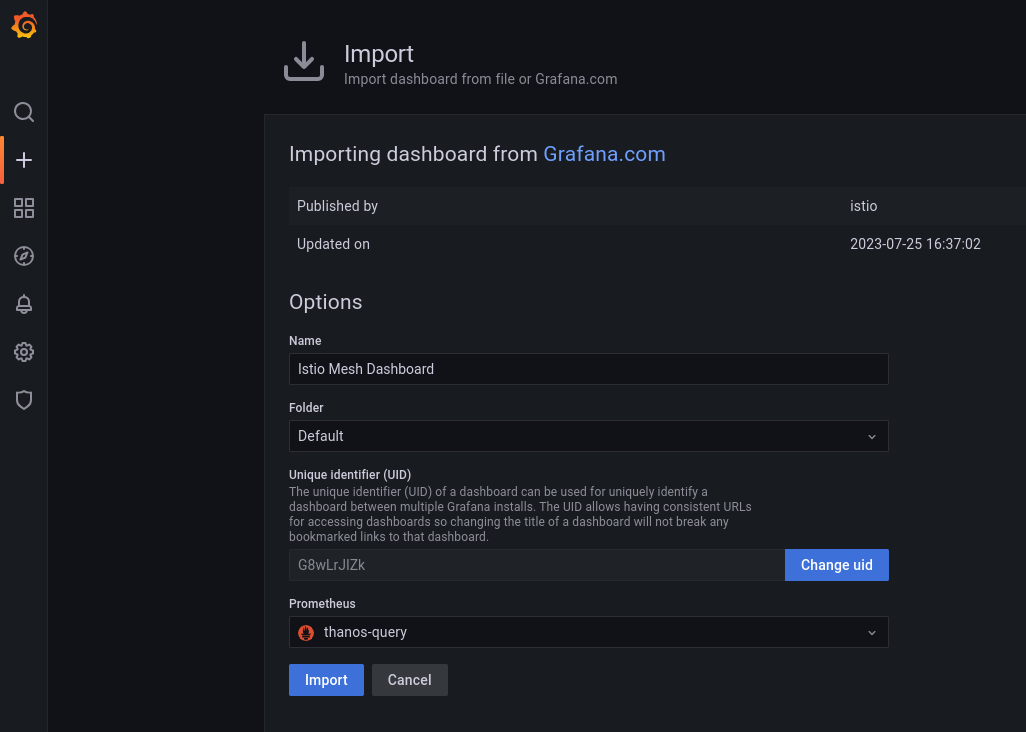 Import
Import dashboard from file or Grafana.com
Importing dashboard from Grafana.com
Published by istio
Updated on 2023-07-25 16:37:02
Options
Name
Istio Mesh Dashboard
Folder
Default
Unique identifier (UID)
The unique identifier (UID) of a dashboard can be used for uniquely identify a
dashboard between multiple Grafana installs. The UID allows having consistent URLs
for accessing dashboards so changing the title of a dashboard will not break any
bookmarked links to that dashboard.
G8wLrJIZk Change uid
Prometheus
thanos-query
Import Cancel